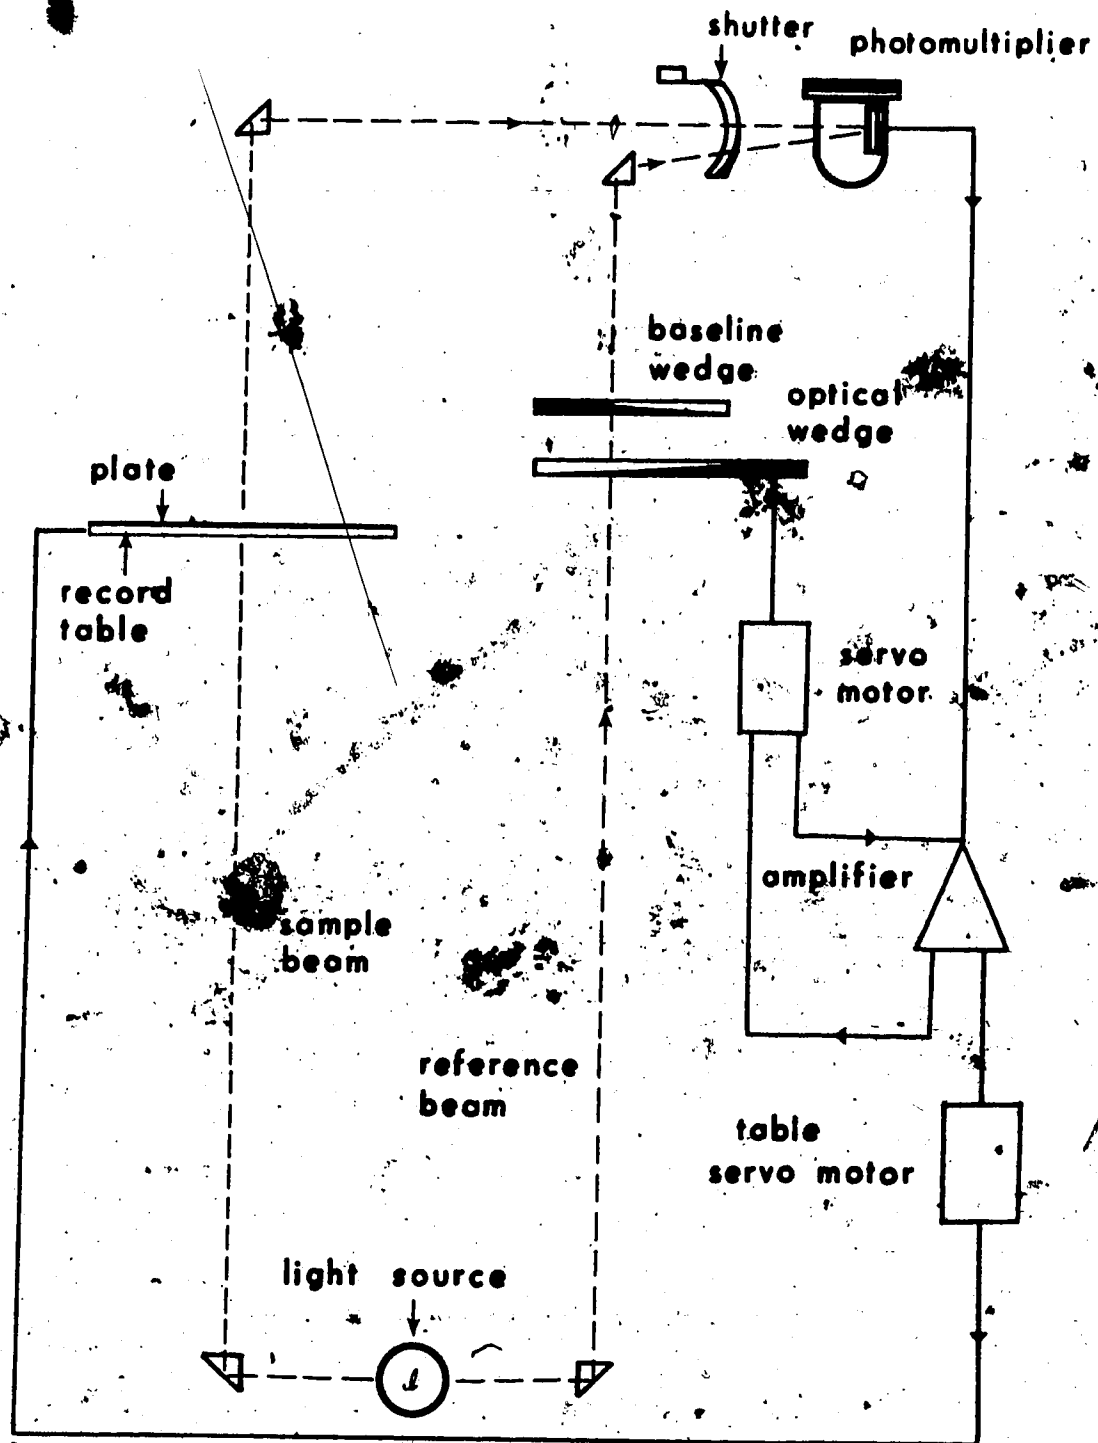 shutter
photomultiplier
baseline
wedge
optical
wedge
plate
record
table
servo
motor
amplifier
sample
beam
reference
beam
table
servo motor
light source